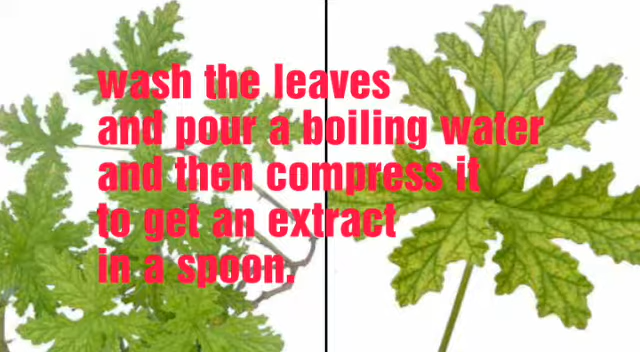 wash the leaves
and pour a boiling water
and then compress it
to get an extract
in a spoon.